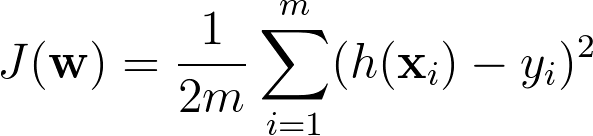 J(w) = \frac{1}{2m} \sum_{i=1}^{m} (h(x_i) - y_i)^2